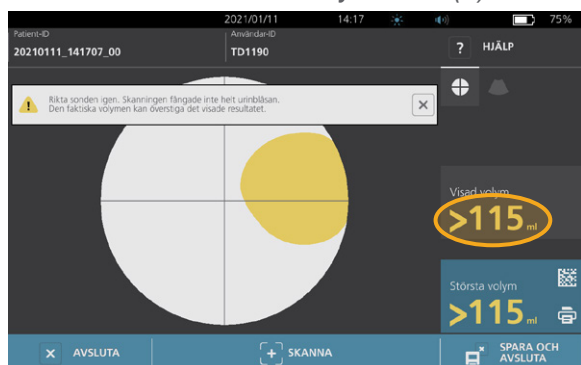 2021/01/11 14:17 75%
Patient-ID
20210111_141707_00
Användar-ID
TD1190
? HJÄLP
Rikta sonden igen. Skanningen fångade inte helt urinblåsan.
Den faktiska volymen kan överstiga det visade resultatet.
Visad volym
>115 ml
Största volym
>115 ml
AVSLUTA
SKANNA
SPARA OCH
AVSLUTA